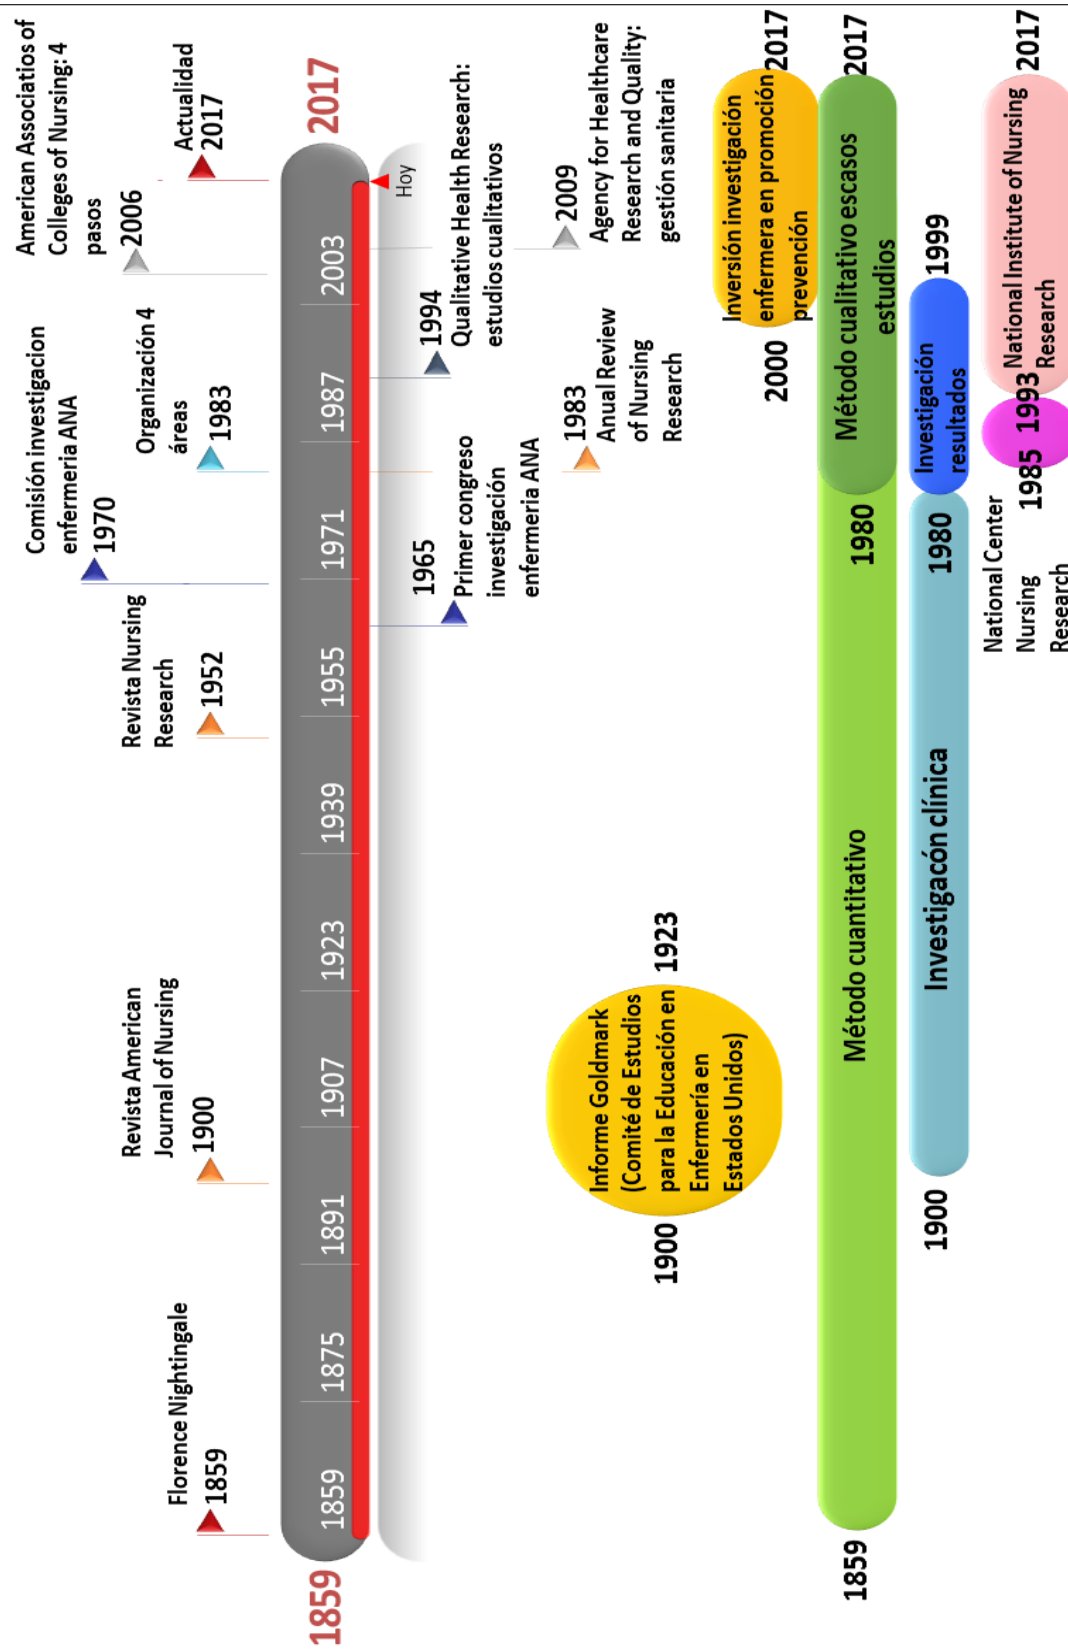 American Associatios of
Colleges of Nursing: 4
pasos
2006
Actualidad
2017
Comisión investigacion
enfermeria ANA
1970
Organización 4
áreas
1983
Revista Nursing
Research
1952
Revista American
Journal of Nursing
1900
Florence Nightingale
1859
1859
1859
1875
1891
1907
1923
1939
1955
1971
1987
2003
2017
Hoy
1965
Primer congreso
investigación
enfermeria ANA
1994
Qualitative Health Research:
estudios cualitativos
1983
Anual Review
of Nursing
Research
2009
Agency for Healthcare
Research and Quality:
gestión sanitaria
1900
Informe Goldmark
(Comité de Estudios
para la Educación en
Enfermería en
Estados Unidos)
1923
2000
Inversión investigación
enfermera en promoción
prevención
2017
1859
Método cuantitativo
1980
Método cualitativo escasos
estudios
2017
1900
Investigacón clínica
1980
Investigación
resultados
1999
National Center
Nursing
Research
1985
1993
National Institute of Nursing
Research
2017